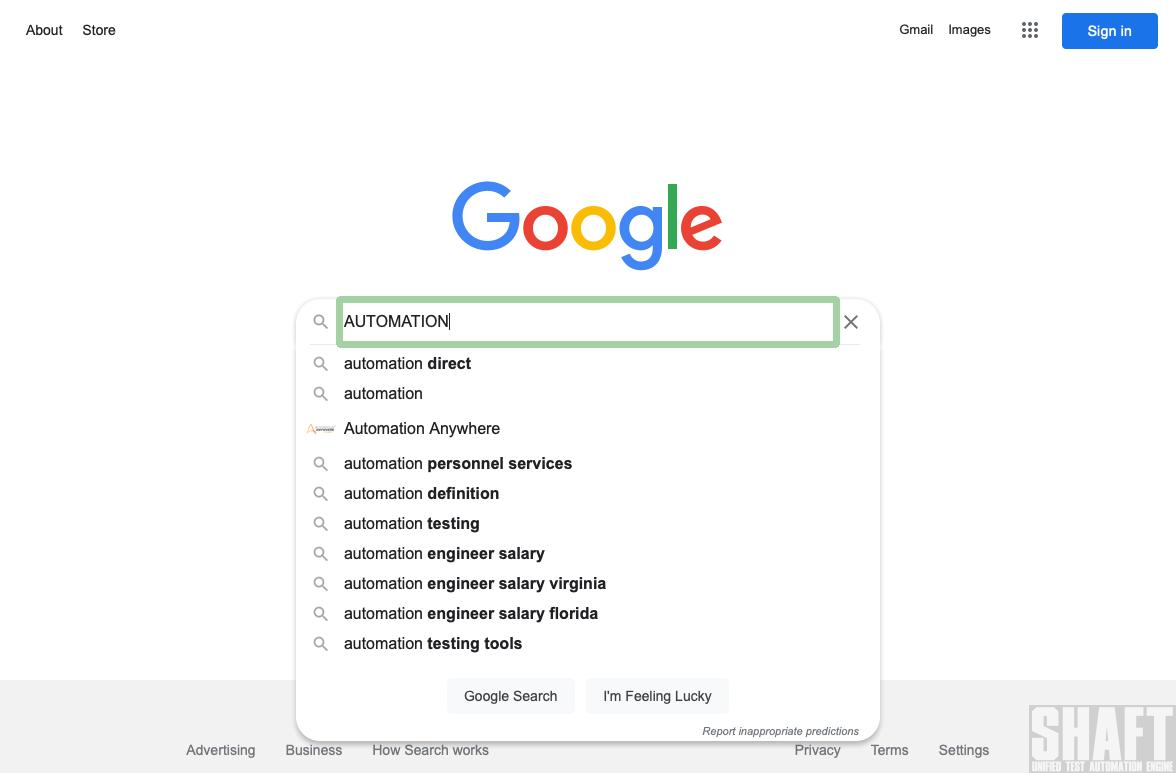 About Store Gmail Images Sign in
Google
AUTOMATION
automation direct
automation
Automation Anywhere
automation personnel services
automation definition
automation testing
automation engineer salary
automation engineer salary virginia
automation engineer salary florida
automation testing tools
Google Search I'm Feeling Lucky
Report inappropriate predictions
Advertising Business How Search works Privacy Terms Settings
SHAFT
UNIFIED TEST AUTOMATION ENGINE